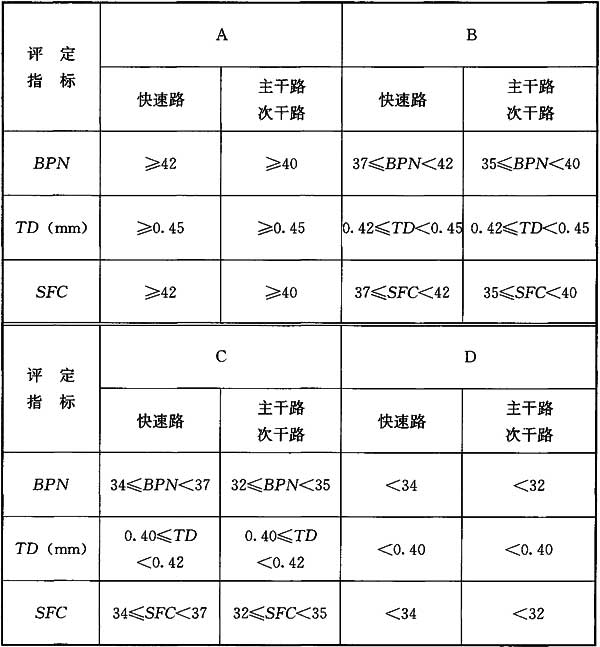 评 定
指 标
A
B
快速路
主干路
次干路
快速路
主干路
次干路
BPN
≥42
≥40
37≤BPN<42
35≤BPN<40
TD (mm)
≥0.45
≥0.45
0.42≤TD<0.45
0.42≤TD<0.45
SFC
≥42
≥40
37≤SFC<42
35≤SFC<40
评 定
指 标
C
D
快速路
主干路
次干路
快速路
主干路
次干路
BPN
34≤BPN<37
32≤BPN<35
<34
<32
TD (mm)
0.40≤TD
<0.42
0.40≤TD
<0.42
<0.40
<0.40
SFC
34≤SFC<37
32≤SFC<35
<34
<32